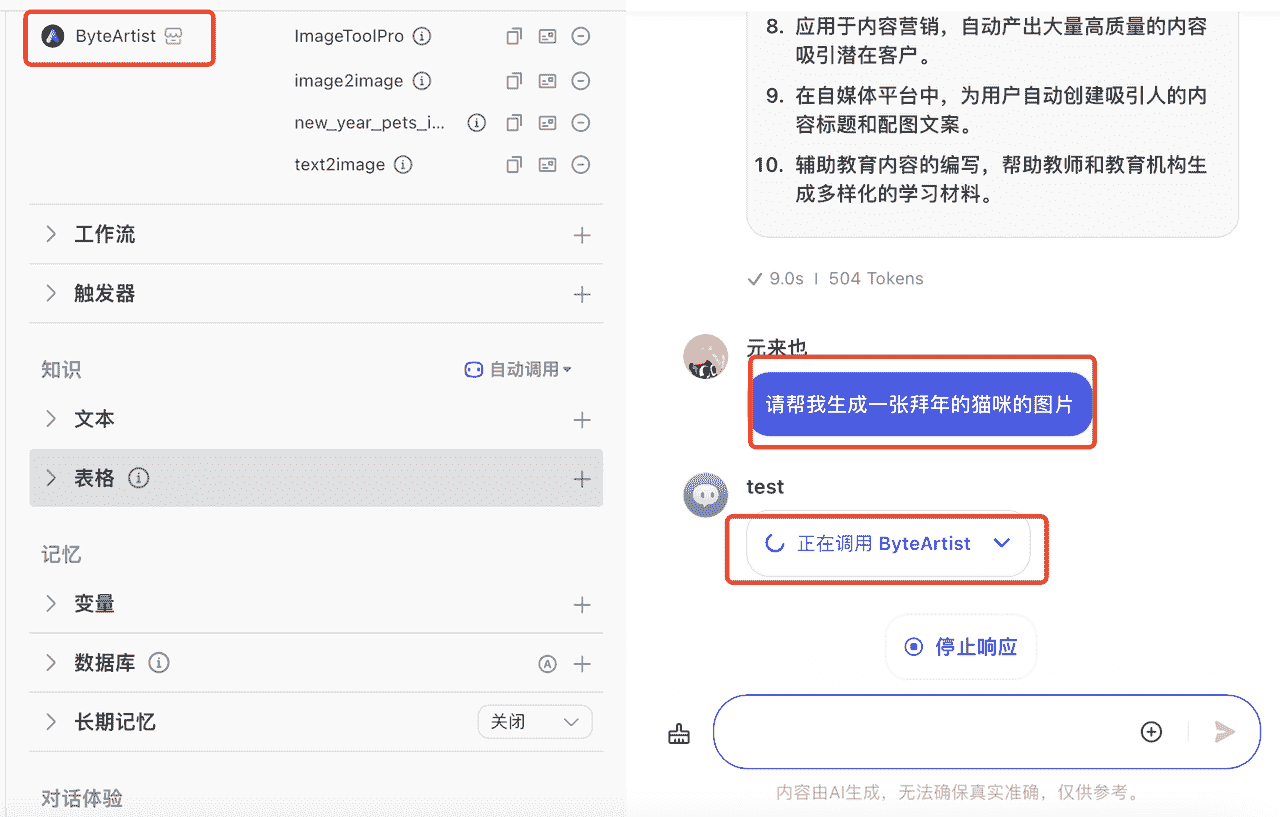 ByteArtist
ImageToolPro
image2image
new_year_pets_i...
text2image
工作流
触发器
知识
自动调用
文本
表格
记忆
变量
数据库
长期记忆
关闭
对话体验
8. 应用于内容营销，自动产出大量高质量的内容
吸引潜在客户。
9. 在自媒体平台中，为用户自动创建吸引人的内
容标题和配图文案。
10. 辅助教育内容的编写，帮助教师和教育机构生
成多样化的学习材料。
9.0s | 504 Tokens
元来也
请帮我生成一张拜年的猫咪的图片
test
正在调用 ByteArtist
停止响应
内容由AI生成，无法确保真实准确，仅供参考。